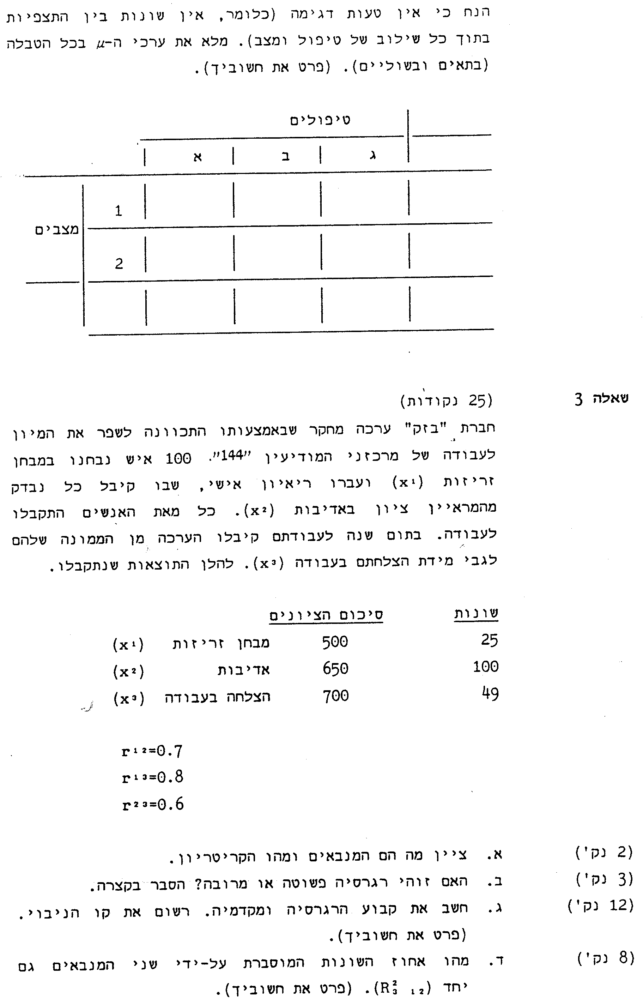 הנח כי אין טעות דגימה (כלומר, אין שונות בין התצפיות
בתוך כל שילוב של טיפול ומצב). מלא את ערכי ה-μ בכל הטבלה
(בתאים ובשוליים). (פרט את חשוביך).
טיפולים
א ב ג
1
מצבים
2
שאלה 3 (25 נקודות)
חברת "בזק" ערכה מחקר שבאמצעותו התכוונה לשפר את המיון
לעבודה של מרכזני המודיעין "144". 100 איש נבחנו במבחן
זריזות (x¹) ועברו ריאיון אישי, שבו קיבל כל נבדק
מהמראיין ציון באדיבות (x²). כל מאת האנשים התקבלו
לעבודה. בתום שנה לעבודתם קיבלו הערכה מן הממונה שלהם
לגבי מידת הצלחתם בעבודה (x³). להלן התוצאות שנתקבלו.
סיכום הציונים שונות
(x¹) מבחן זריזות 500 25
(x²) אדיבות 650 100
(x³) הצלחה בעבודה 700 49
r¹²=0.7
r¹³=0.8
r²³=0.6
(2 נק') א. ציין מה הם המנבאים ומהו הקריטריון.
(3 נק') ב. האם זוהי רגרסיה פשוטה או מרובה? הסבר בקצרה.
(12 נק') ג. חשב את קבוע הרגרסיה ומקדמיה. רשום את קו הניבוי.
(פרט את חשוביך).
(8 נק') ד. מהו אחוז השונות המוסברת על-ידי שני המנבאים גם
יחד (R²₃ ₁₂). (פרט את חשוביך).